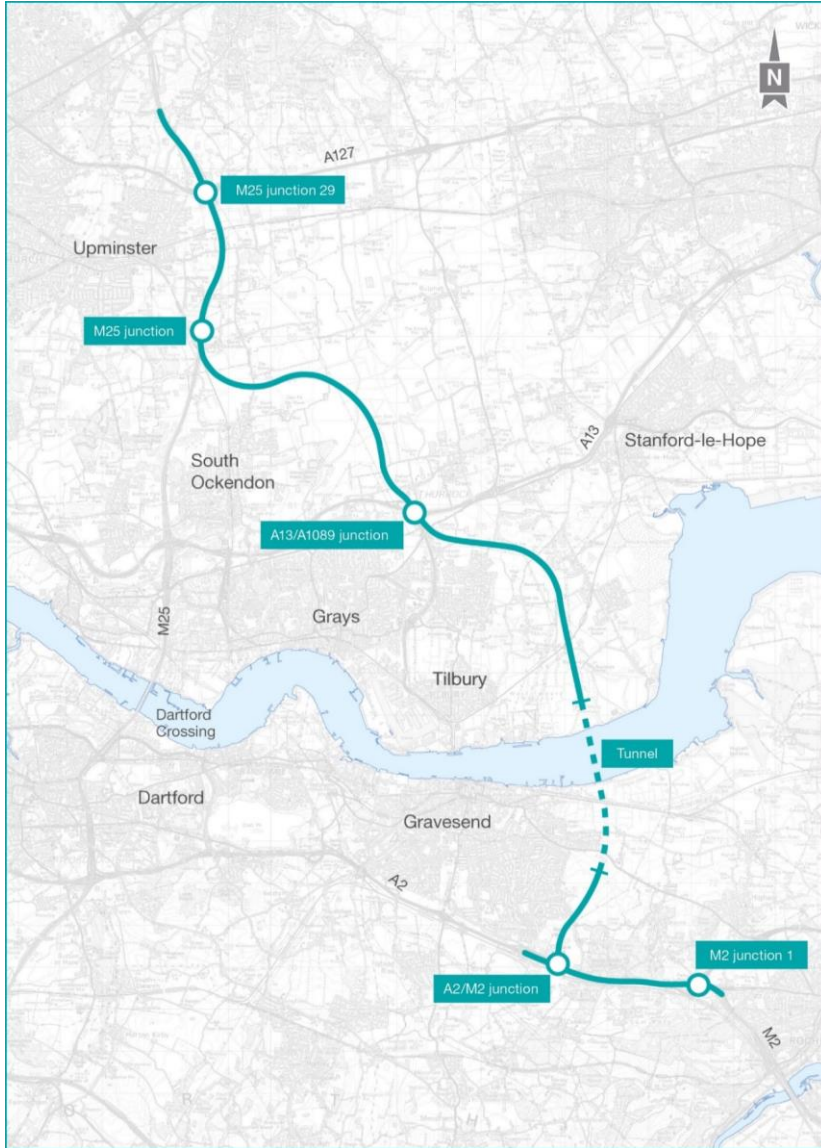 N
A127
M25 junction 29
Upminster
M25 junction
A13
Stanford-le-Hope
South
Ockendon
A13/A1089 junction
M25
Grays
Tilbury
Dartford
Crossing
Tunnel
Dartford
Gravesend
A2
M2 junction 1
A2/M2 junction
M2